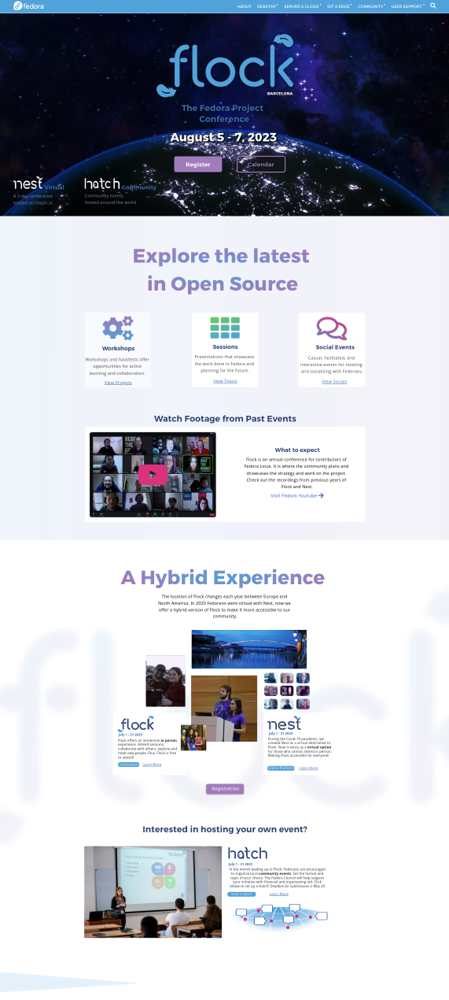 fedora
ABOUT DESKTOP SERVER & CLOUD IOT & EDGE COMMUNITY USER SUPPORT
flock
BARCELONA
The Fedora Project
Conference
August 5 - 7, 2023
Register Calendar
nest Virtual
A 3 day conference
hosted on Hopin.io
hatch Community
Community events
hosted around the world
Explore the latest
in Open Source
Workshops
Workshops and hackfests offer
opportunities for active
learning and collaboration.
View Projects
Sessions
Presentations that showcase
the work done in Fedora and
planning for the future.
View Topics
Social Events
Casual, facilitated, and
interactive events for meeting
and socializing with Fedorans.
View Socials
Watch Footage from Past Events
BEAT
THE
What to expect
Flock is an annual conference for contributors of
Fedora Linux. It is where the community plans and
showcases the strategy and work on the project.
Check out the recordings from previous years of
Flock and Nest.
Visit Fedora Youtube
A Hybrid Experience
The location of Flock changes each year between Europe and
North America. In 2020 Fedorans went virtual with Nest, now we
offer a hybrid version of Flock to make it more accessible to our
community.
flock
July 1 - 31 2023
Flock offers an immersive in person
experience. Attend sessions,
collaborate with others, explore and
meet new people. Plus, Flock is free
to attend!
Destination Learn More
nest
July 1 - 31 2023
During the Covid-19 pandemic, we
created Nest as a virtual alternative to
Flock. Now it exists as a virtual option
for those who cannot attend in person.
Making Flock accessible for everyone!
Online Platform Learn More
Registration
Interested in hosting your own event?
hatch
July 1 - 31 2023
In the month leading up to Flock, Fedorans are encouraged
to organize local community events. Set the format and
topic of your choice. The Fedora Council will help support
your initiative with financial and organizing aid. Click
below to set up a Hatch! Deadline for submissions is May 29.
Host a Hatch Learn More